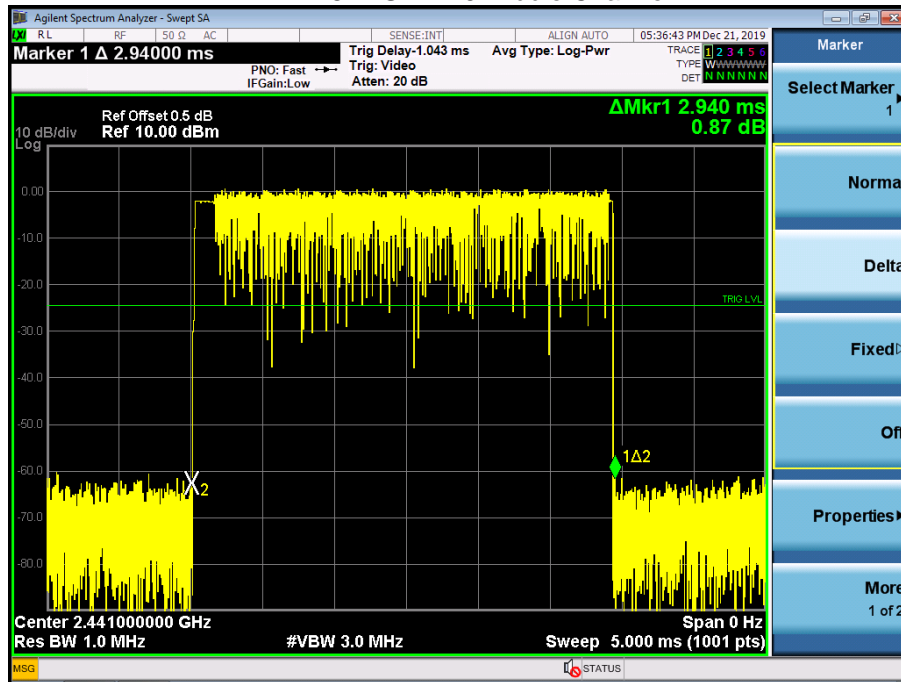 Agilent Spectrum Analyzer - Swept SA
LXI RL RF 50 Ω AC SENSE:INT ALIGN AUTO 05:36:43 PM Dec 21, 2019
Marker 1 Δ 2.94000 ms
PNO: Fast
IFGain:Low
Trig Delay-1.043 ms
Trig: Video
Atten: 20 dB
Avg Type: Log-Pwr
TRACE 1 2 3 4 5 6
TYPE WWWWWW
DET N N N N N N
ΔMkr1 2.940 ms
0.87 dB
Ref Offset 0.5 dB
10 dB/div Ref 10.00 dBm
Log
0.00
-10.0
-20.0
TRIG LVL
-30.0
-40.0
-50.0
-60.0
-70.0
-80.0
1Δ2
2
Center 2.441000000 GHz Span 0 Hz
Res BW 1.0 MHz #VBW 3.0 MHz Sweep 5.000 ms (1001 pts)
MSG STATUS
Marker
Select Marker
1
Norma
Delta
Fixed
Off
Properties
More
1 of 2